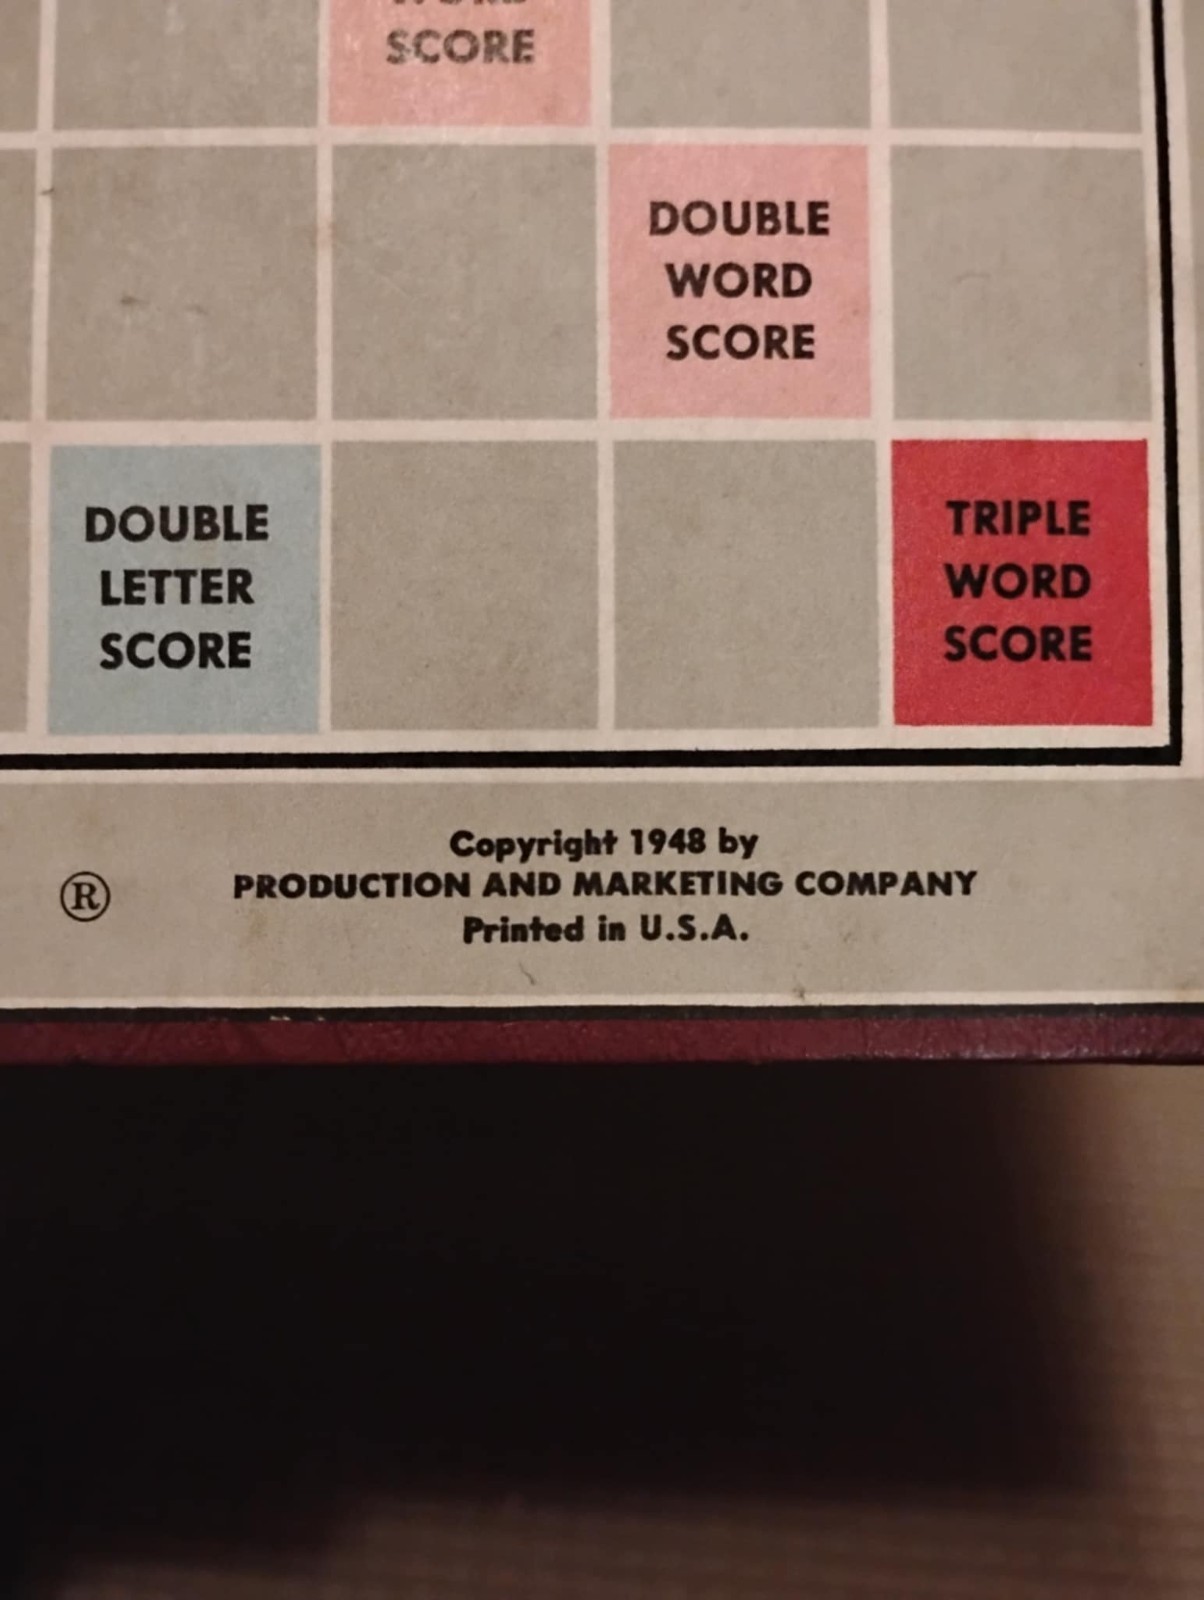 WORD
SCORE
DOUBLE
WORD
SCORE
DOUBLE
LETTER
SCORE
TRIPLE
WORD
SCORE
Copyright 1948 by
® PRODUCTION AND MARKETING COMPANY
Printed in U.S.A.